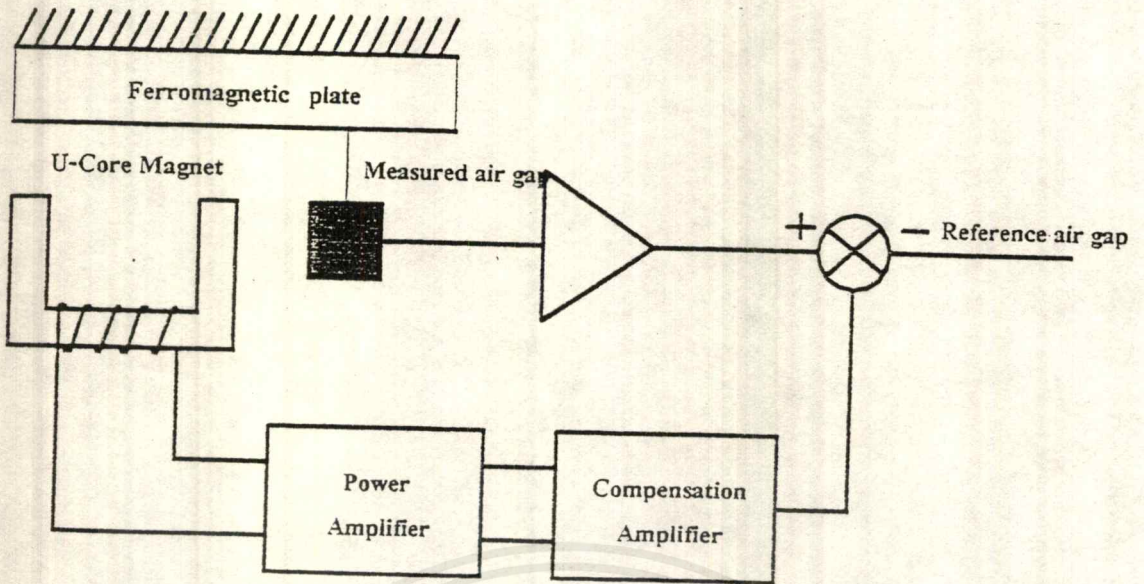 Ferromagnetic plate
U-Core Magnet
Measured air gap
+
− Reference air gap
Power
Amplifier
Compensation
Amplifier